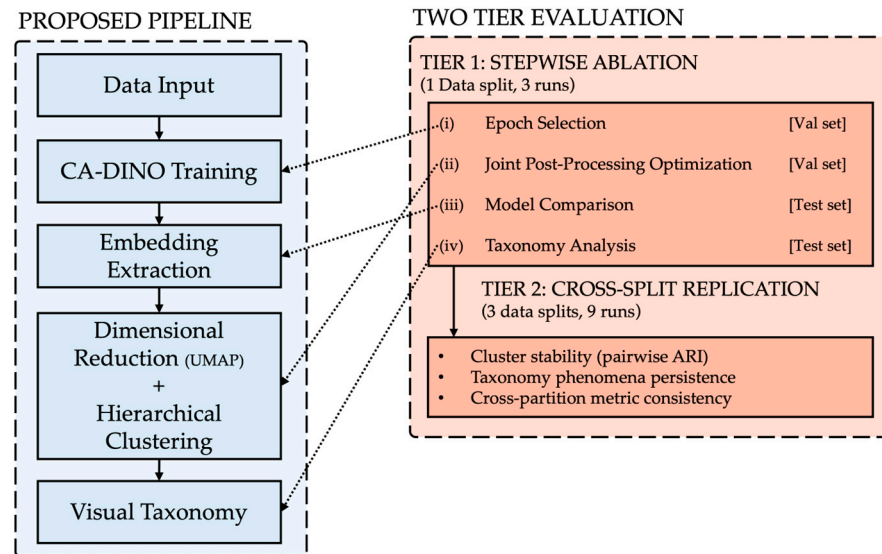 PROPOSED PIPELINE
Data Input
CA-DINO Training
Embedding
Extraction
Dimensional
Reduction (UMAP)
+
Hierarchical
Clustering
Visual Taxonomy
TWO TIER EVALUATION
TIER 1: STEPWISE ABLATION
(1 Data split, 3 runs)
(i) Epoch Selection [Val set]
(ii) Joint Post-Processing Optimization [Val set]
(iii) Model Comparison [Test set]
(iv) Taxonomy Analysis [Test set]
TIER 2: CROSS-SPLIT REPLICATION
(3 data splits, 9 runs)
• Cluster stability (pairwise ARI)
• Taxonomy phenomena persistence
• Cross-partition metric consistency